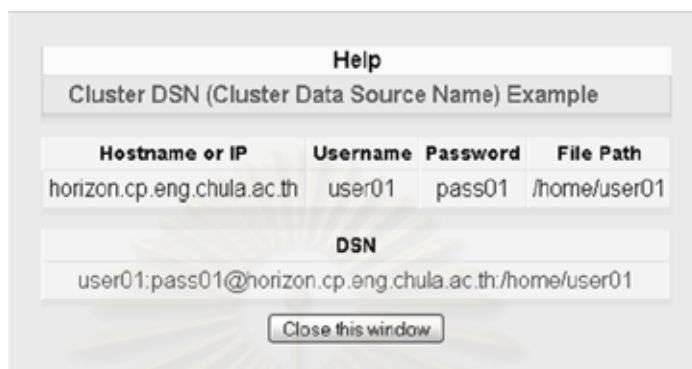 Help
Cluster DSN (Cluster Data Source Name) Example
Hostname or IP Username Password File Path
horizon.cp.eng.chula.ac.th user01 pass01 /home/user01
DSN
user01:pass01@horizon.cp.eng.chula.ac.th:/home/user01
Close this window